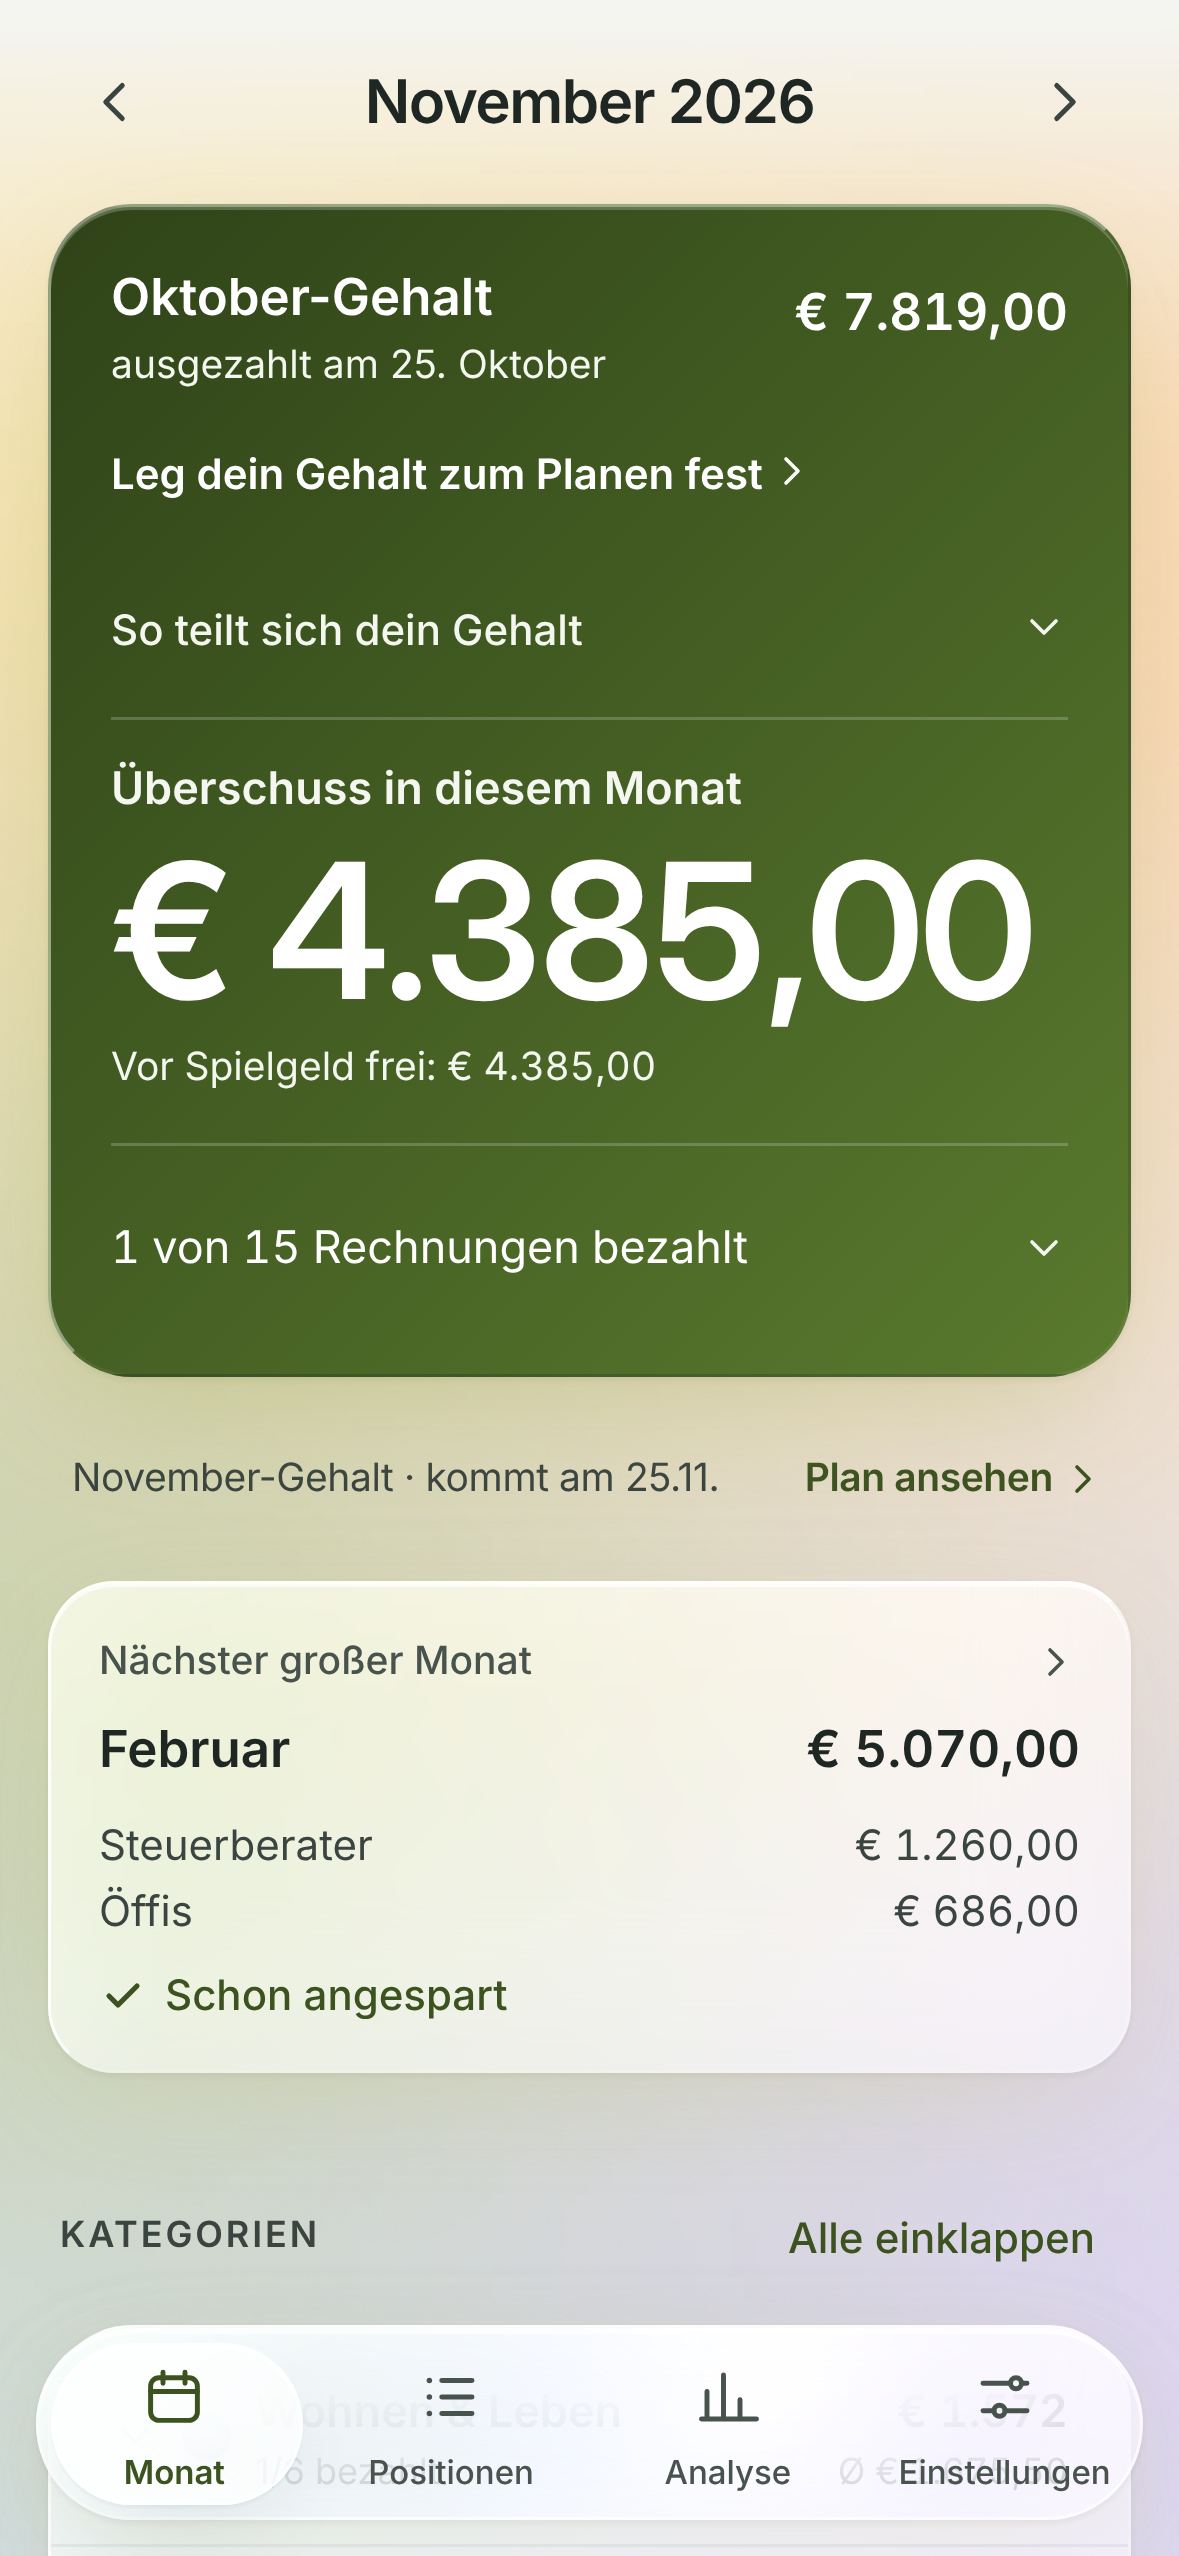 November 2026
Oktober-Gehalt
€ 7.819,00
ausgezahlt am 25. Oktober
Leg dein Gehalt zum Planen fest
So teilt sich dein Gehalt
Überschuss in diesem Monat
€ 4.385,00
Vor Spielgeld frei: € 4.385,00
1 von 15 Rechnungen bezahlt
November-Gehalt · kommt am 25.11.
Plan ansehen
Nächster großer Monat
Februar
€ 5.070,00
Steuerberater
€ 1.260,00
Öffis
€ 686,00
Schon angespart
KATEGORIEN
Alle einklappen
Wohnen & Leben
Monat
Positionen
Analyse
Einstellungen